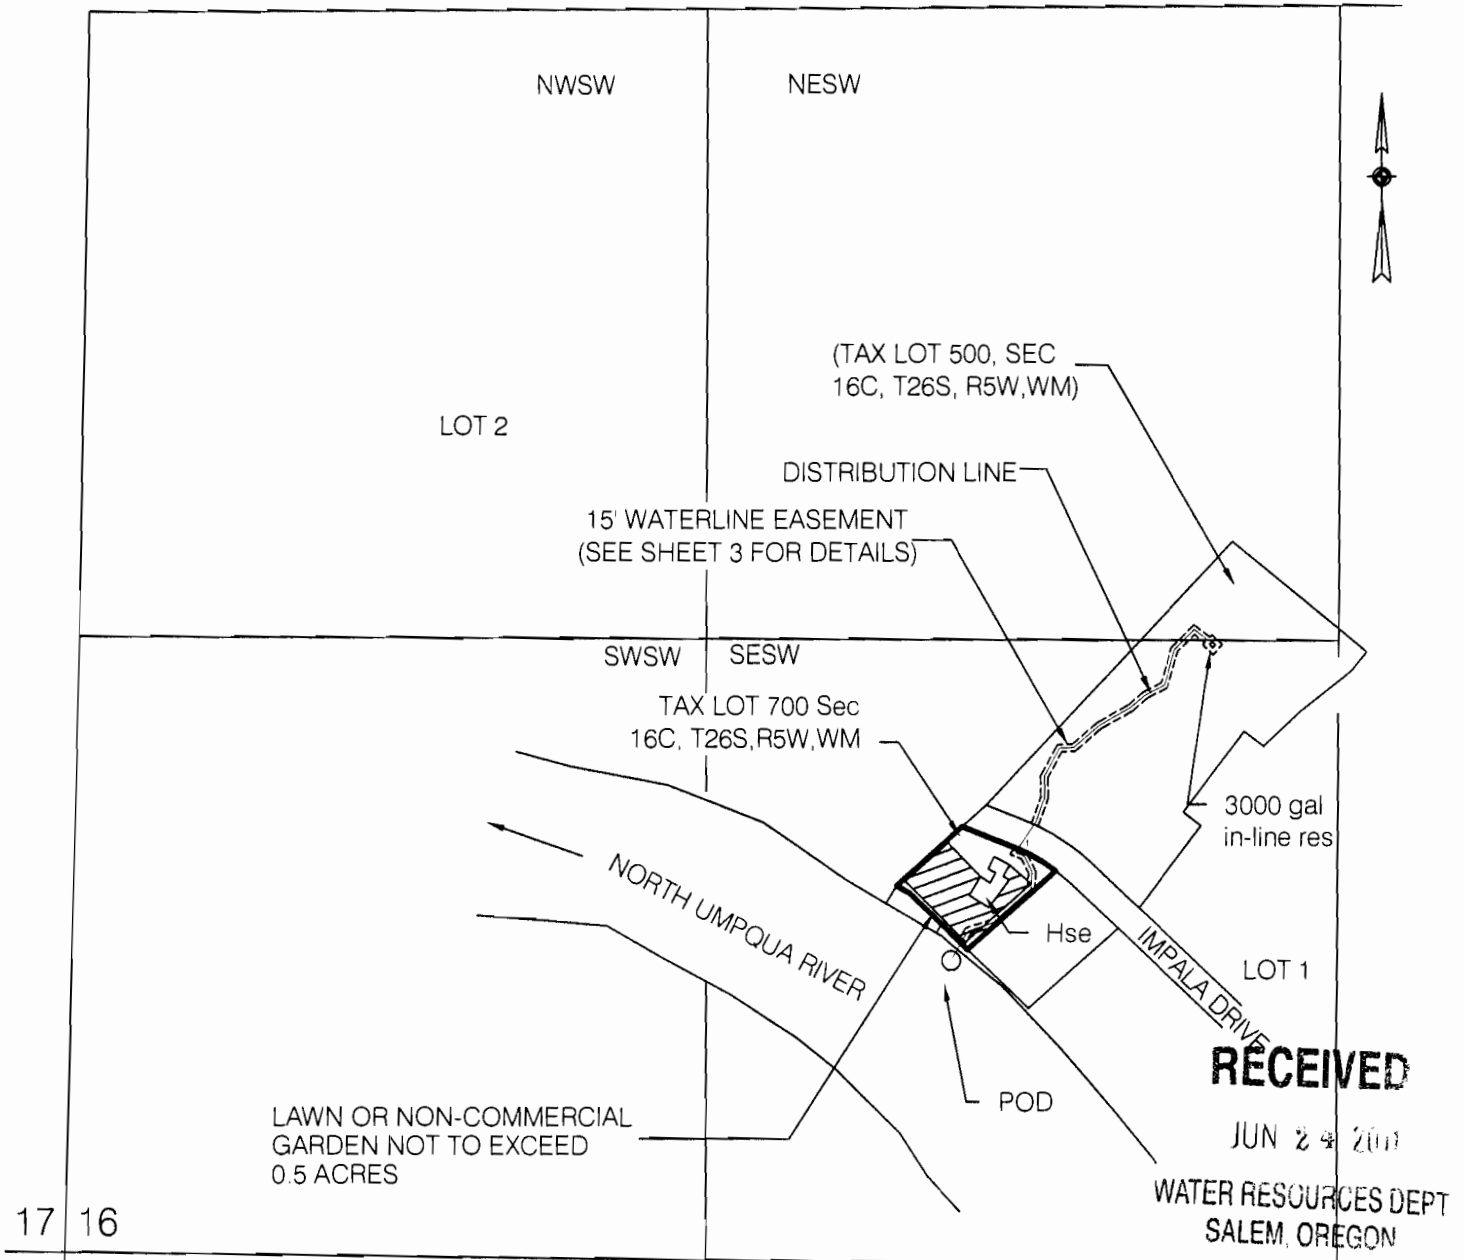 NWSW
NESW
(TAX LOT 500, SEC
16C, T26S, R5W,WM)
LOT 2
DISTRIBUTION LINE
15' WATERLINE EASEMENT
(SEE SHEET 3 FOR DETAILS)
SWSW
SESW
TAX LOT 700 Sec
16C, T26S,R5W,WM
3000 gal
in-line res
NORTH UMPQUA RIVER
Hse
IMPALA DRIVE
LOT 1
RECEIVED
POD
JUN 24
LAWN OR NON-COMMERCIAL
GARDEN NOT TO EXCEED
0.5 ACRES
WATER RESOURCES DEPT
SALEM, OREGON
17
16